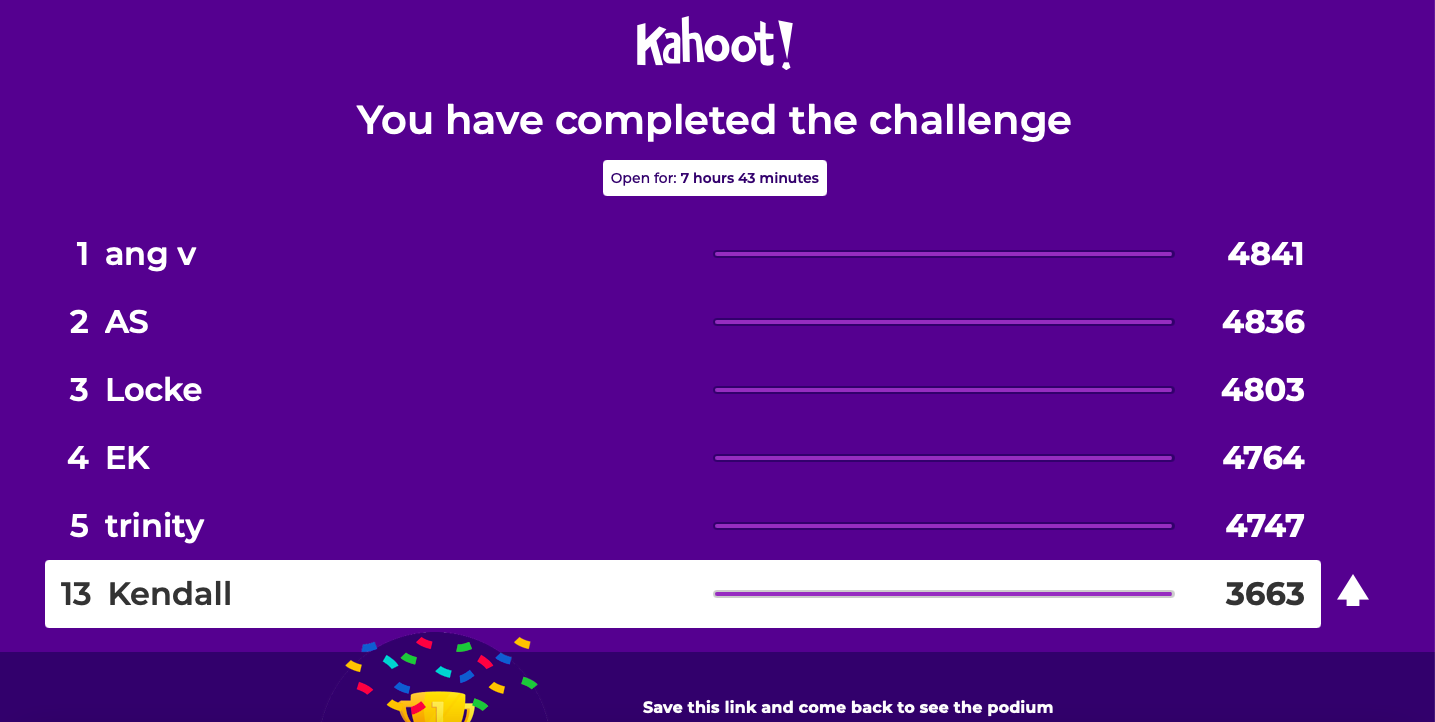 Kahoot!
You have completed the challenge
Open for: 7 hours 43 minutes
1 ang v 4841
2 AS 4836
3 Locke 4803
4 EK 4764
5 trinity 4747
13 Kendall 3663
1
Save this link and come back to see the podium